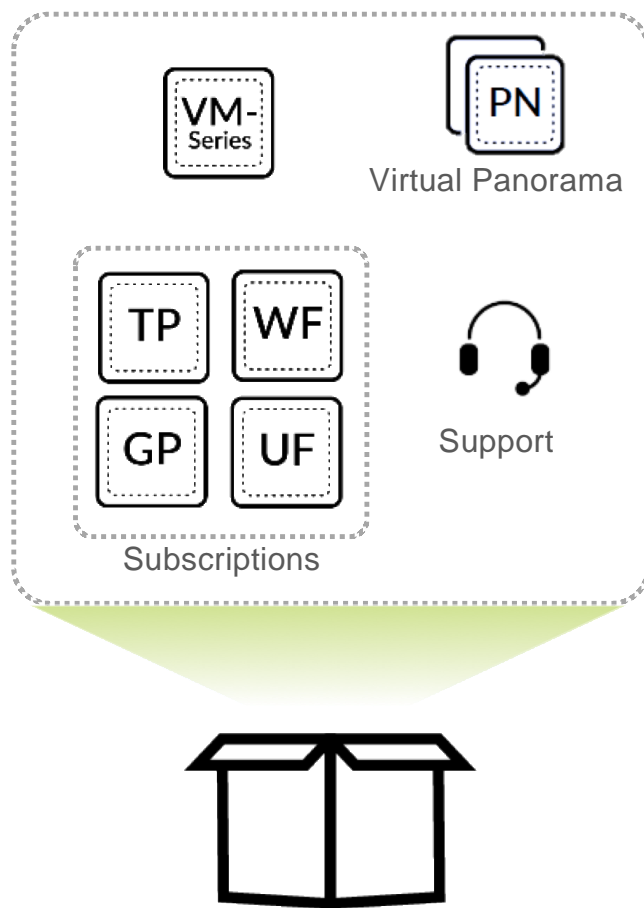 VM-
Series
PN
Virtual Panorama
TP
WF
GP
UF
Support
Subscriptions